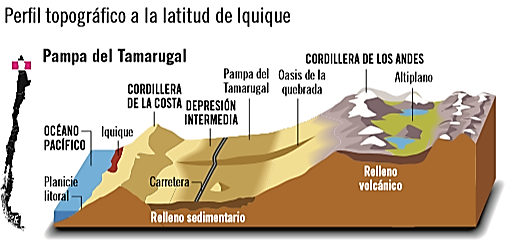 Perfil topográfico a la latitud de Iquique
Pampa del Tamarugal
CORDILLERA DE LOS ANDES
Pampa del
Tamarugal
Oasis de la
quebrada
Altiplano
CORDILLERA
DE LA COSTA
DEPRESIÓN
INTERMEDIA
OCÉANO
PACÍFICO
Iquique
Planicie
litoral
Carretera
Relleno sedimentario
Relleno
volcánico